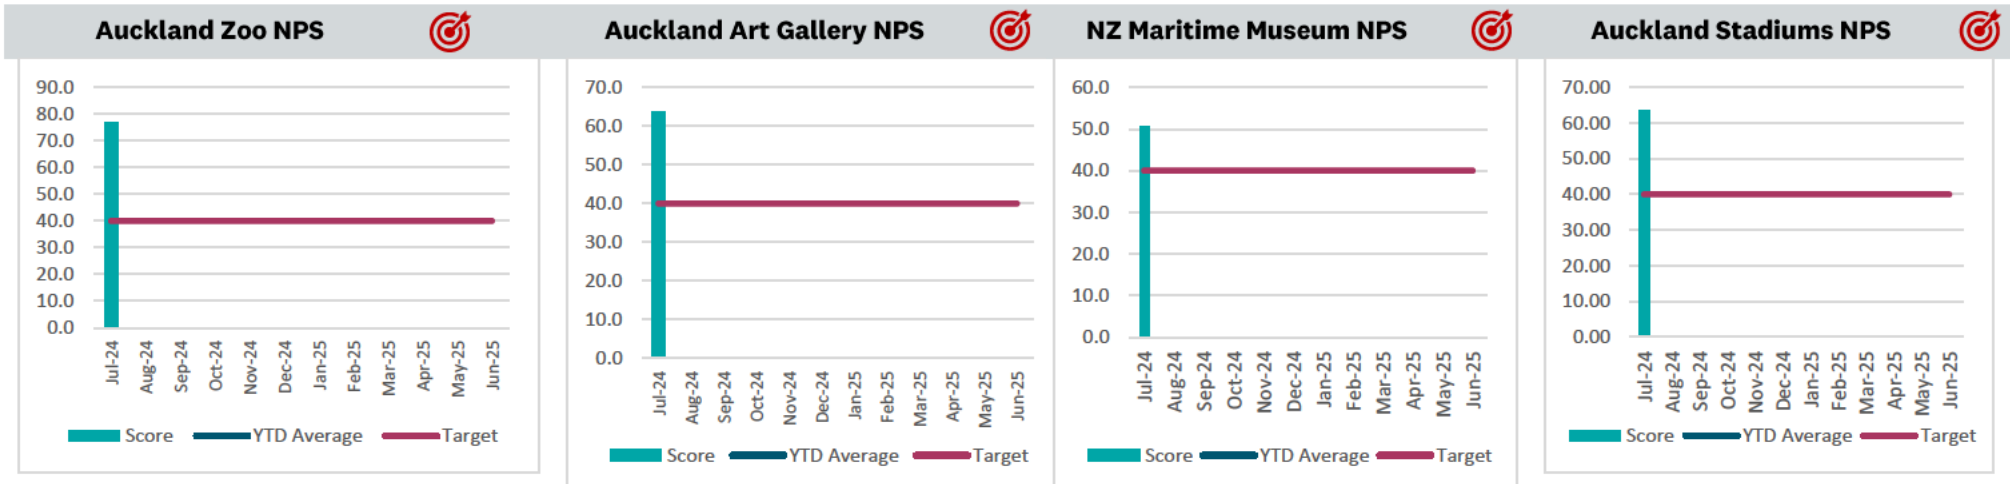 Auckland Zoo NPS
90.0
80.0
70.0
60.0
50.0
40.0
30.0
20.0
10.0
0.0
Jul-24
Aug-24
Sep-24
Oct-24
Nov-24
Dec-24
Jan-25
Feb-25
Mar-25
Apr-25
May-25
Jun-25
Score YTD Average Target
Auckland Art Gallery NPS
70.0
60.0
50.0
40.0
30.0
20.0
10.0
0.0
Jul-24
Aug-24
Sep-24
Oct-24
Nov-24
Dec-24
Jan-25
Feb-25
Mar-25
Apr-25
May-25
Jun-25
Score YTD Average Target
NZ Maritime Museum NPS
60.0
50.0
40.0
30.0
20.0
10.0
0.0
Jul-24
Aug-24
Sep-24
Oct-24
Nov-24
Dec-24
Jan-25
Feb-25
Mar-25
Apr-25
May-25
Jun-25
Score YTD Average Target
Auckland Stadiums NPS
70.00
60.00
50.00
40.00
30.00
20.00
10.00
0.00
Jul-24
Aug-24
Sep-24
Oct-24
Nov-24
Dec-24
Jan-25
Feb-25
Mar-25
Apr-25
May-25
Jun-25
Score YTD Average Target